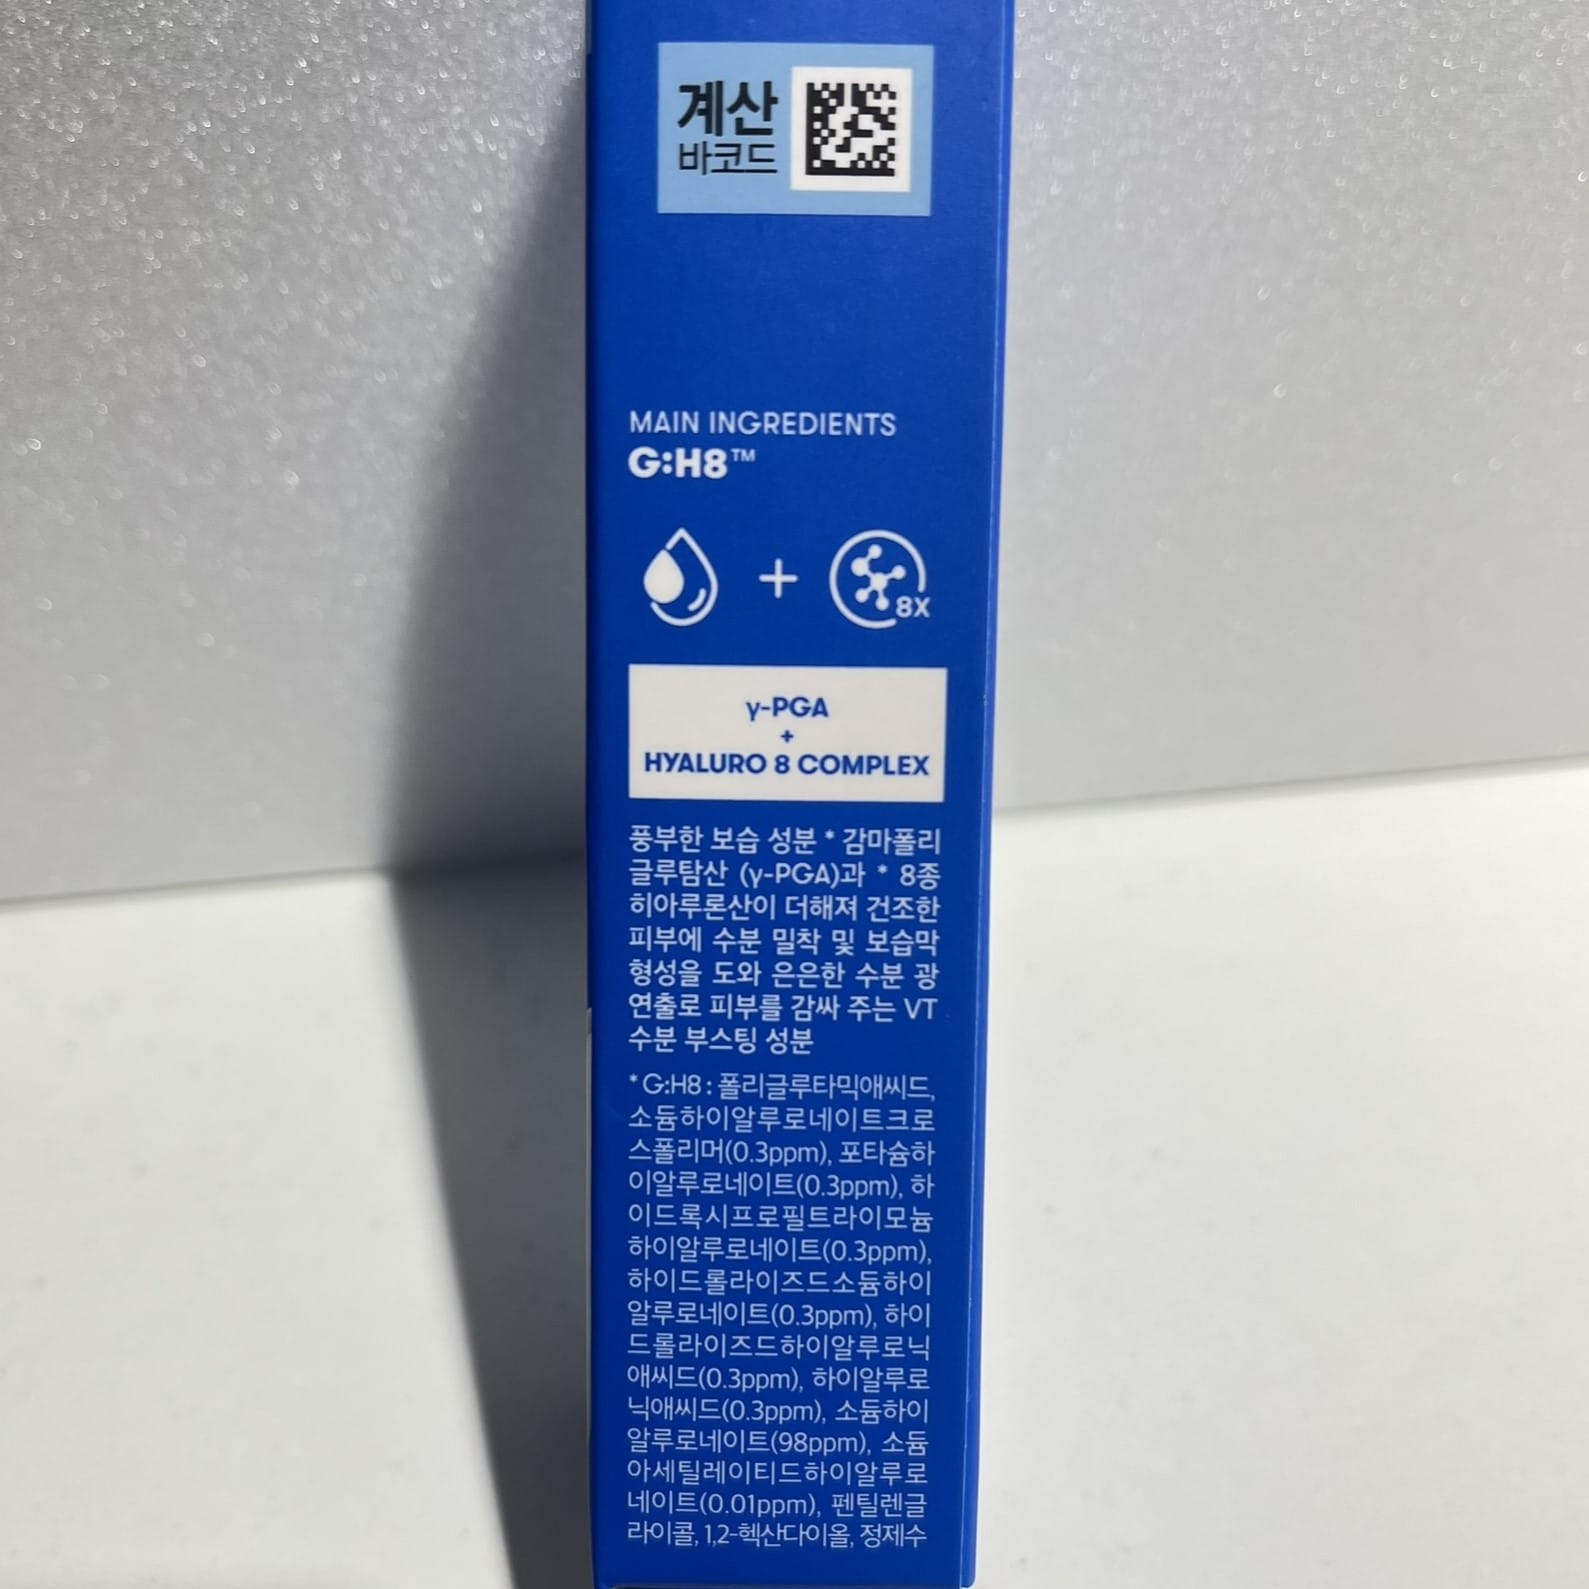 계산
바코드
MAIN INGREDIENTS
G:H8™
+
8X
γ-PGA
+
HYALURO 8 COMPLEX
풍부한 보습 성분 * 감마폴리
글루탐산 (γ-PGA)과 * 8종
히아루론산이 더해져 건조한
피부에 수분 밀착 및 보습막
형성을 도와 은은한 수분 광
연출로 피부를 감싸 주는 VT
수분 부스팅 성분
*G:H8 : 폴리글루타믹애씨드,
소듐하이알루로네이트크로
스폴리머(0.3ppm), 포타슘하
이알루로네이트(0.3ppm), 하
이드록시프로필트라이모늄
하이알루로네이트(0.3ppm),
하이드롤라이즈드소듐하이
알루로네이트(0.3ppm), 하이
드롤라이즈드하이알루로닉
애씨드(0.3ppm), 하이알루로
닉애씨드(0.3ppm), 소듐하이
알루로네이트(98ppm), 소듐
아세틸레이티드하이알루로
네이트(0.01ppm), 펜틸렌글
라이콜, 1,2-헥산다이올, 정제수